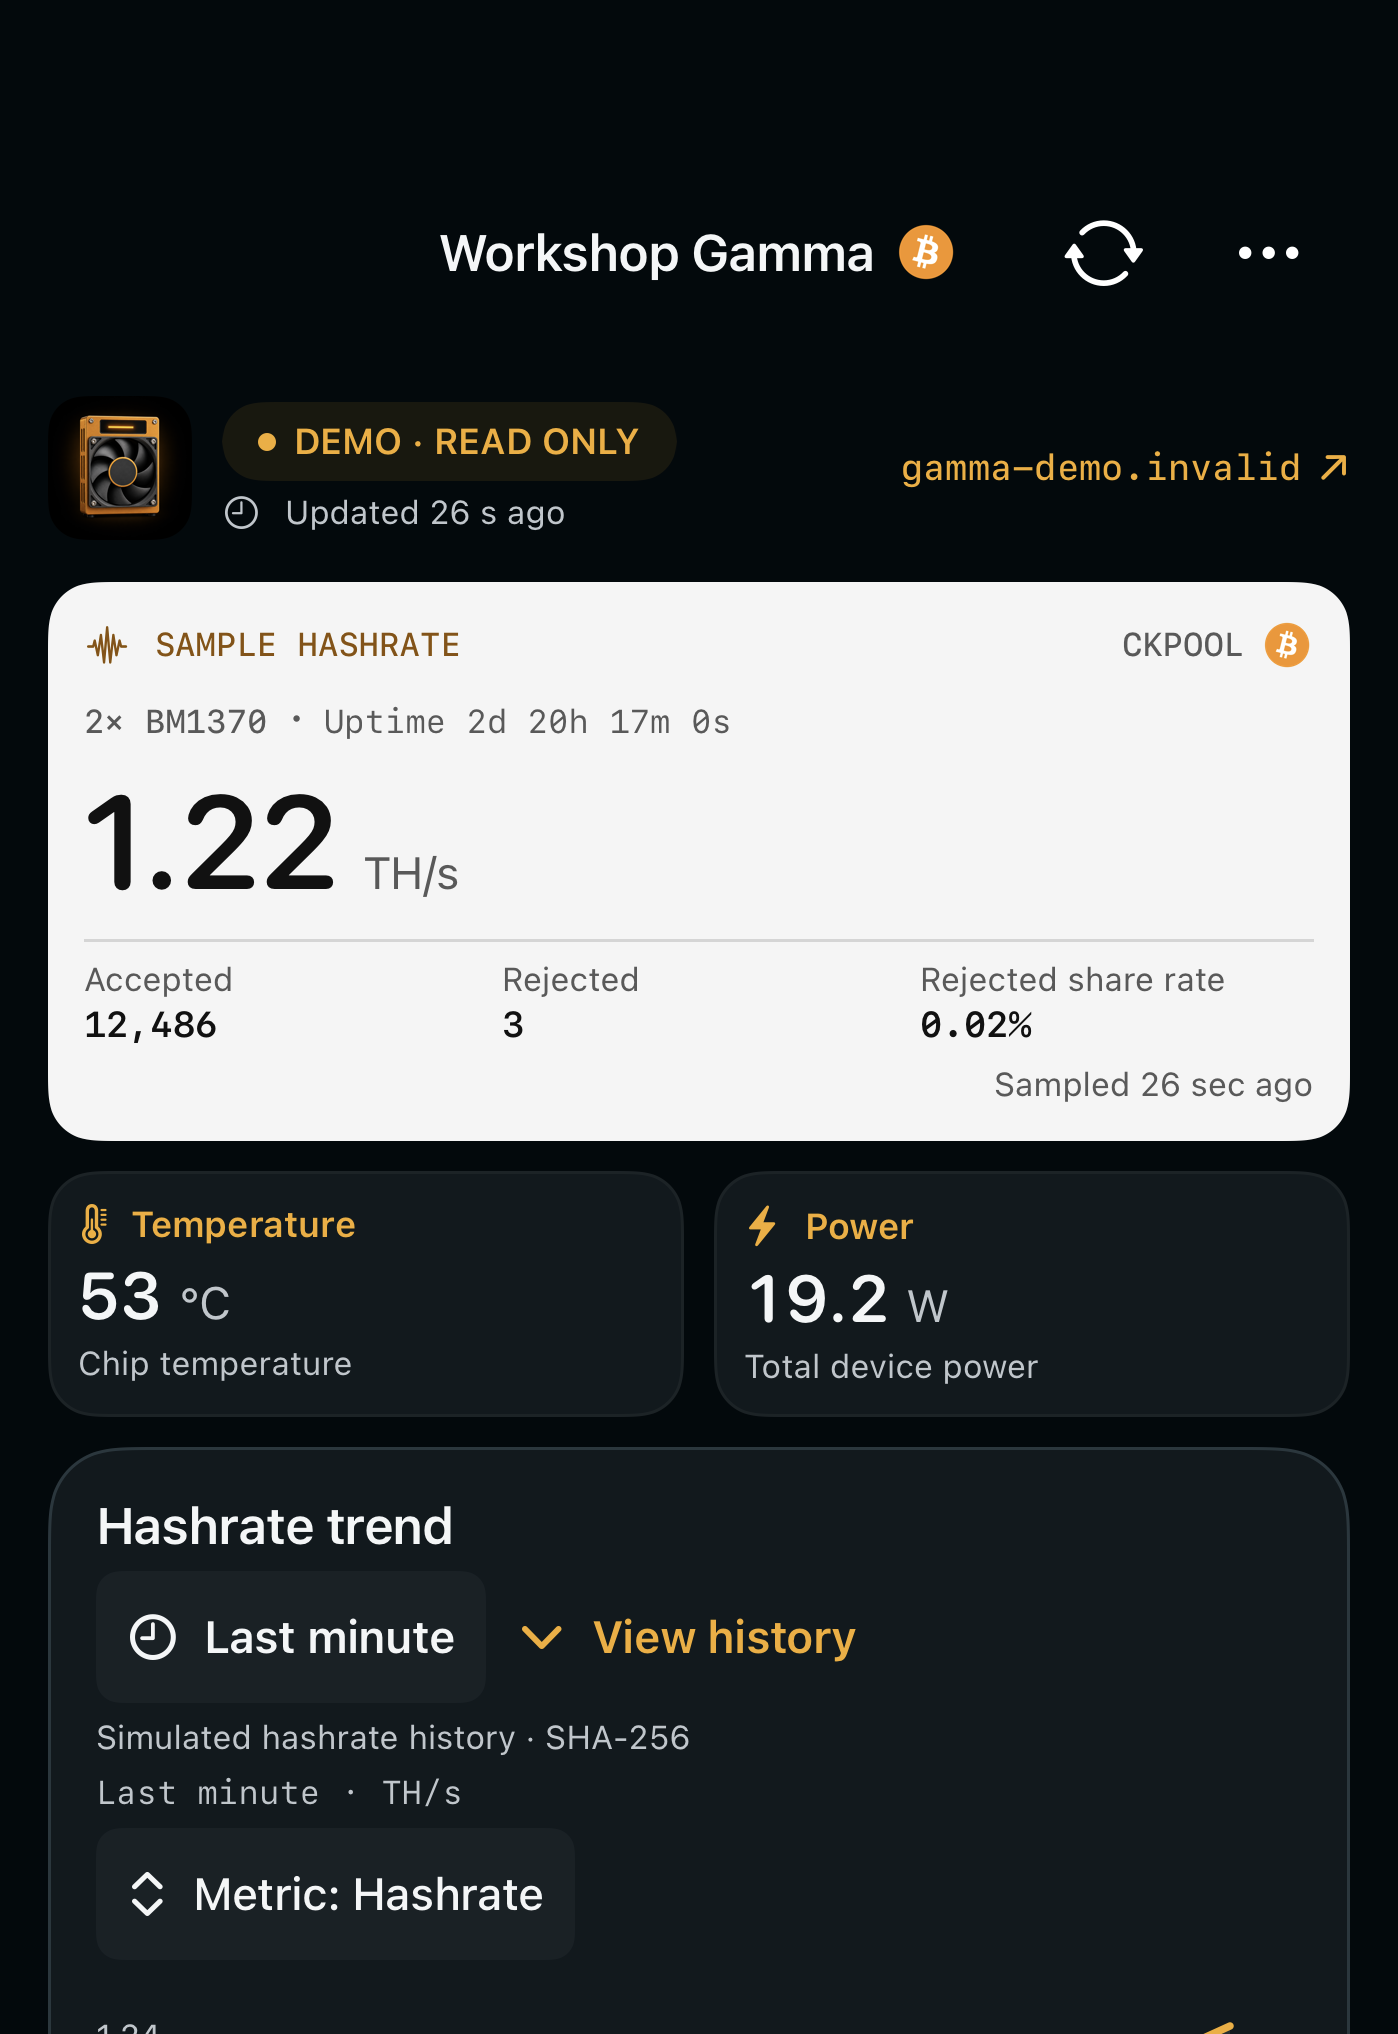 Workshop Gamma
DEMO · READ ONLY
Updated 26 s ago
gamma-demo.invalid
SAMPLE HASHRATE
CKPOOL
2× BM1370 • Uptime 2d 20h 17m 0s
1.22 TH/s
Accepted
12,486
Rejected
3
Rejected share rate
0.02%
Sampled 26 sec ago
Temperature
53 °C
Chip temperature
Power
19.2 W
Total device power
Hashrate trend
Last minute
View history
Simulated hashrate history · SHA-256
Last minute · TH/s
Metric: Hashrate